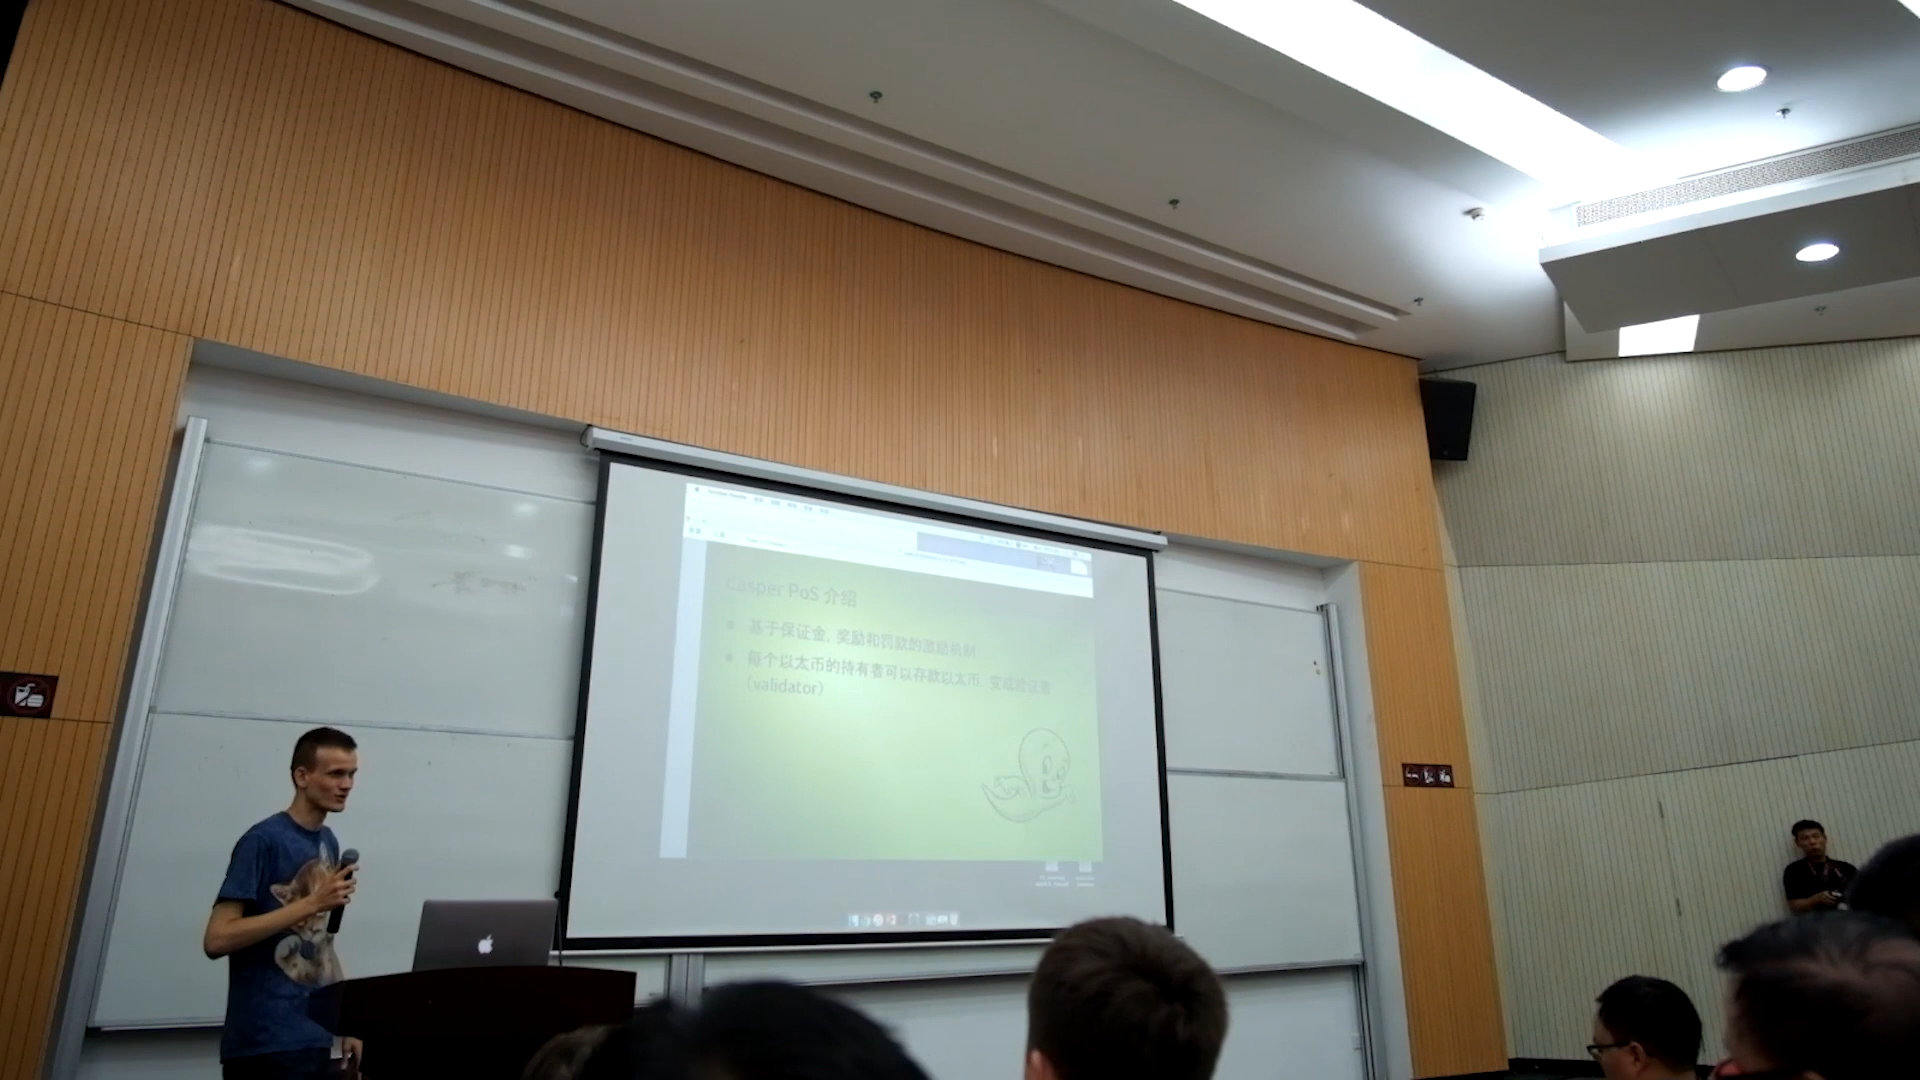 Casper PoS 介绍
基于保证金, 奖励和罚款的激励机制
每个以太币的持有者可以存款以太币, 变成验证者
(validator)